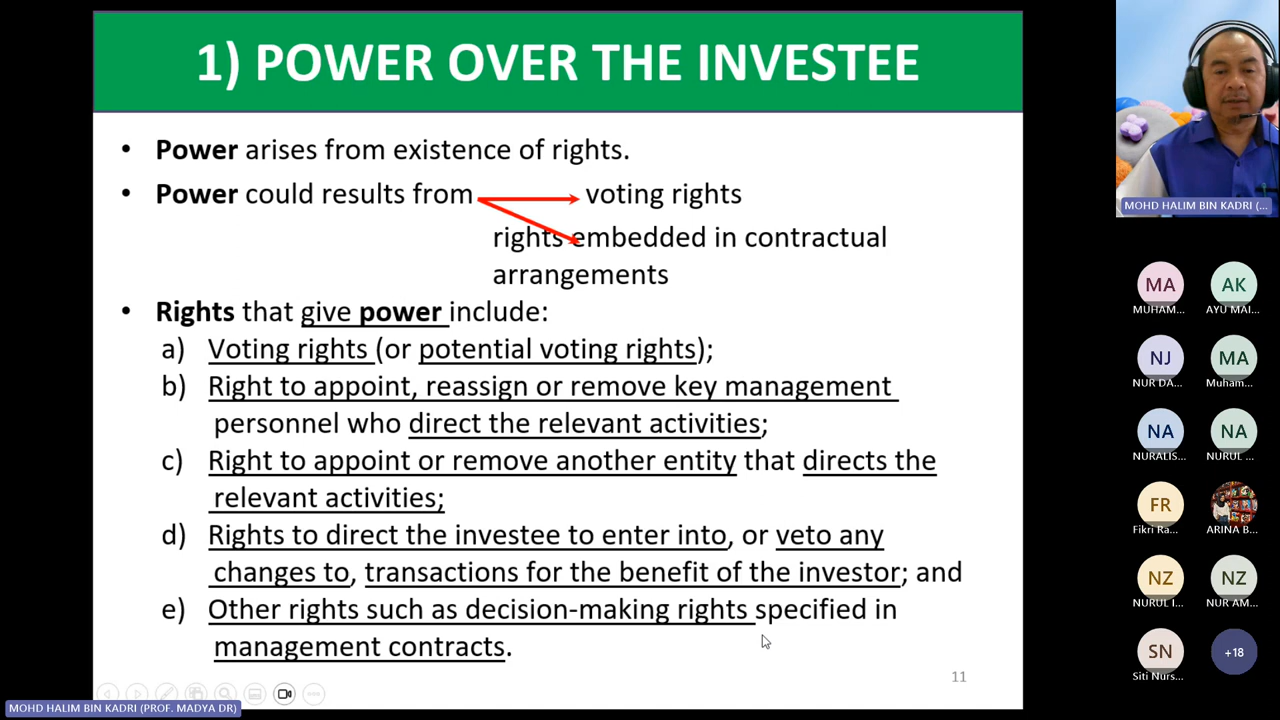 1) POWER OVER THE INVESTEE
• Power arises from existence of rights.
• Power could results from voting rights
rights embedded in contractual
arrangements
• Rights that give power include:
a) Voting rights (or potential voting rights);
b) Right to appoint, reassign or remove key management
personnel who direct the relevant activities;
c) Right to appoint or remove another entity that directs the
relevant activities;
d) Rights to direct the investee to enter into, or veto any
changes to, transactions for the benefit of the investor; and
e) Other rights such as decision-making rights specified in
management contracts.
11
MOHD HALIM BIN KADRI (PROF. MADYA DR)
MOHD HALIM BIN KADRI (...
MA AK
MUHAM... AYU MAI...
NJ MA
NUR DA... Muham...
NA NA
NURALIS... NURUL ...
FR
Fikri Ra... ARINA B...
NZ NZ
NURUL I... NUR AM...
SN +18
Siti Nurs...